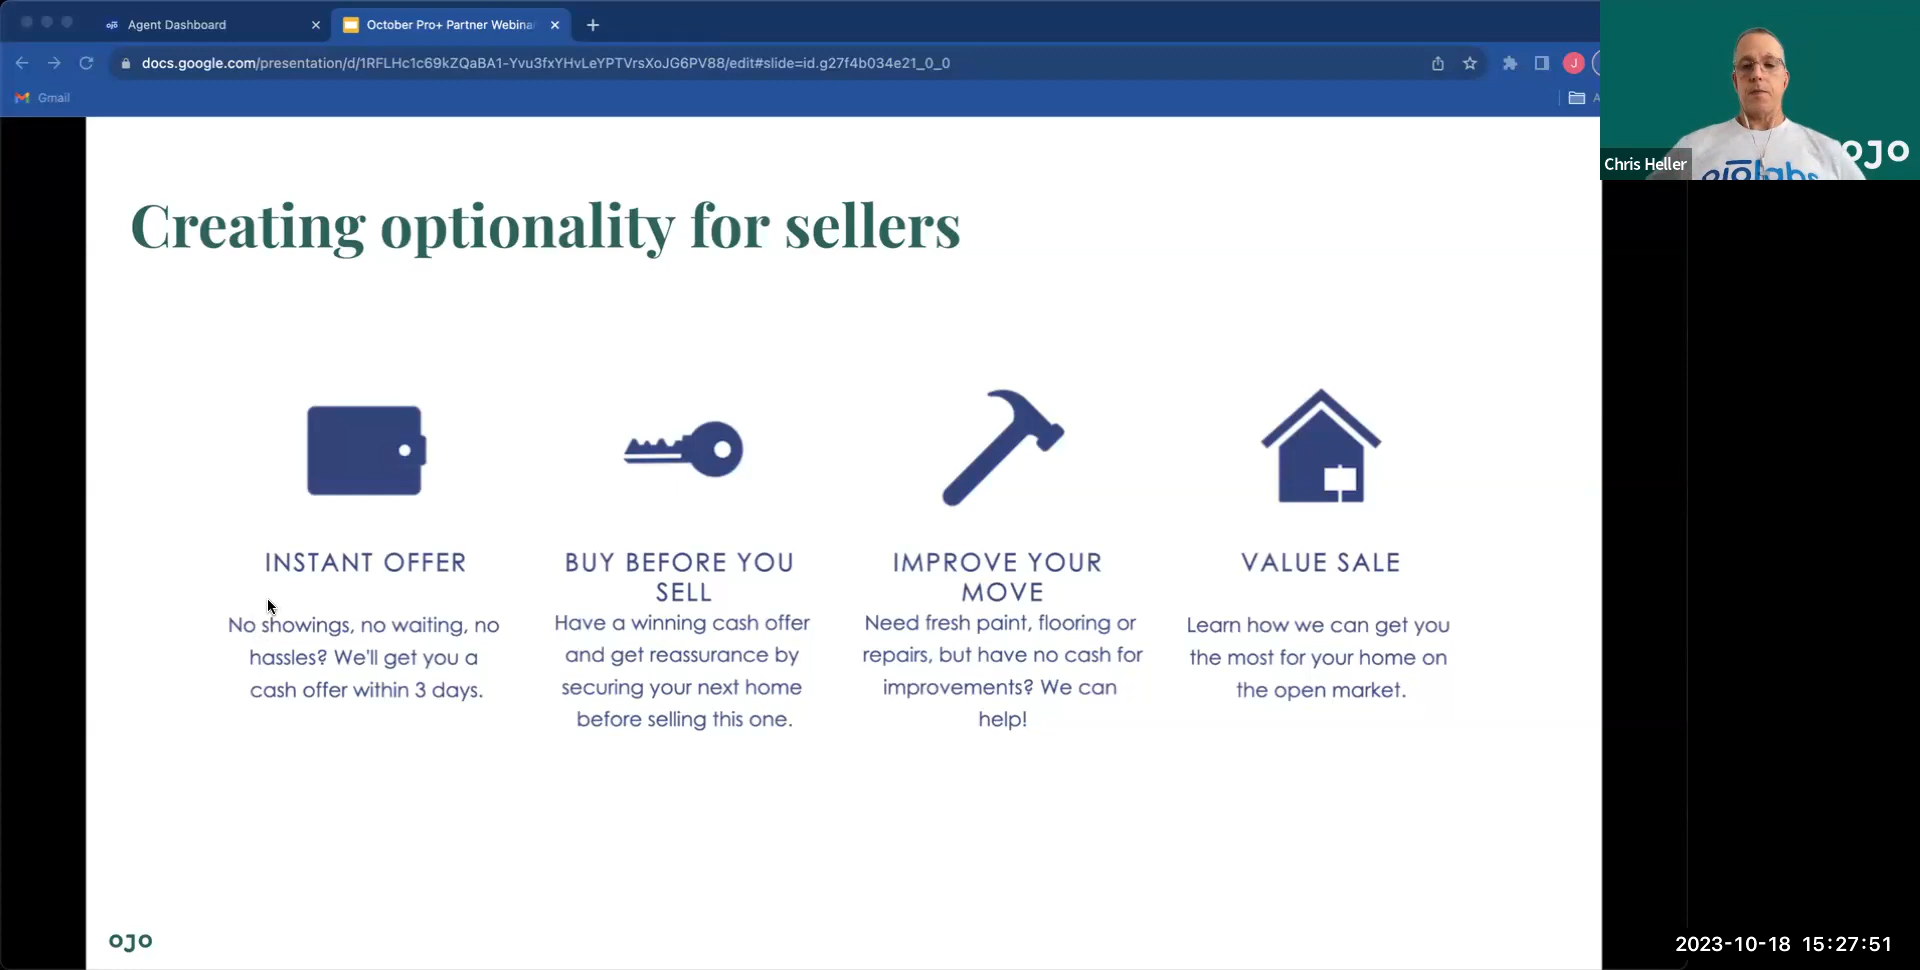 Agent Dashboard
October Pro+ Partner Webina
docs.google.com/presentation/d/1RFLHc1c69kZQaBA1-Yvu3fxYHvLeYPTVrsXoJG6PV88/edit#slide=id.g27f4b034e21_0_0
J
Gmail
A
Creating optionality for sellers
INSTANT OFFER
No showings, no waiting, no
hassles? We'll get you a
cash offer within 3 days.
BUY BEFORE YOU
SELL
Have a winning cash offer
and get reassurance by
securing your next home
before selling this one.
IMPROVE YOUR
MOVE
Need fresh paint, flooring or
repairs, but have no cash for
improvements? We can
help!
VALUE SALE
Learn how we can get you
the most for your home on
the open market.
ojo
Chris Heller
ojo
ojolabs
2023-10-18 15:27:51